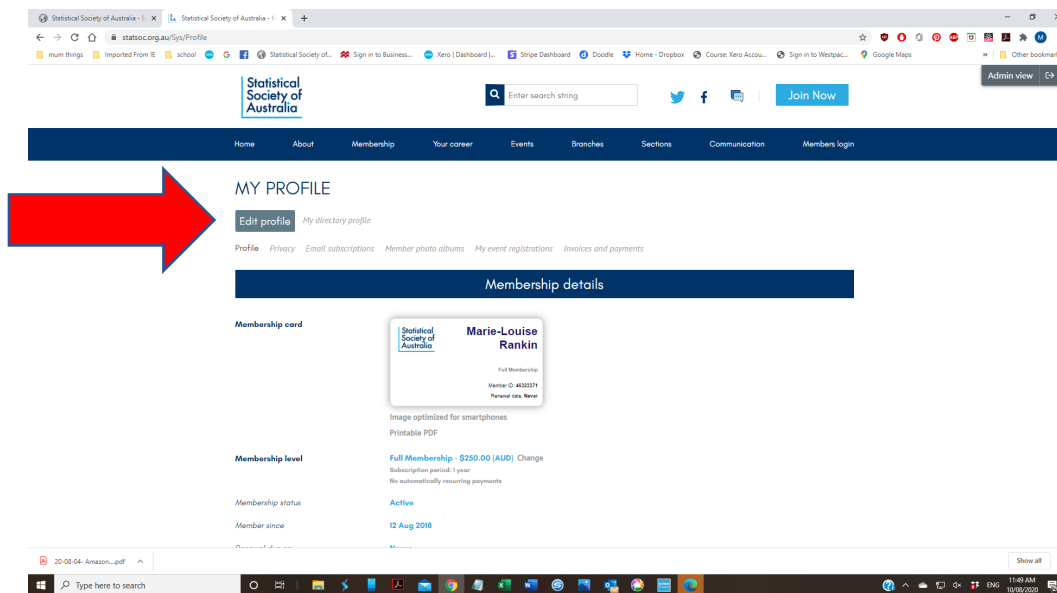 Statistical Society of Australia - E
Statistical Society of Australia - M
statsoc.org.au/Sys/Profile
mum things
Imported From IE
school
Statistical Society of...
Sign in to Business...
Xero | Dashboard |...
Stripe Dashboard
Doodle
Home - Dropbox
Course: Xero Accou...
Sign in to Westpac...
Google Maps
»
Other bookmar
Admin view
Statistical
Society of
Australia
Enter search string
Join Now
Home About Membership Your career Events Branches Sections Communication Members login
MY PROFILE
Edit profile My directory profile
Profile Privacy Email subscriptions Member photo albums My event registrations Invoices and payments
Membership details
Membership card
Statistical
Society of
Australia
Marie-Louise
Rankin
Full Membership
Member ID: 46023371
Renewal date: Never
Image optimized for smartphones
Printable PDF
Membership level Full Membership - $250.00 (AUD) Change
Subscription period: 1 year
No automatically recurring payments
Membership status Active
Member since 12 Aug 2018
20-08-04- Amazon....pdf
Show all
Type here to search
ENG
11:49 AM
10/08/2020